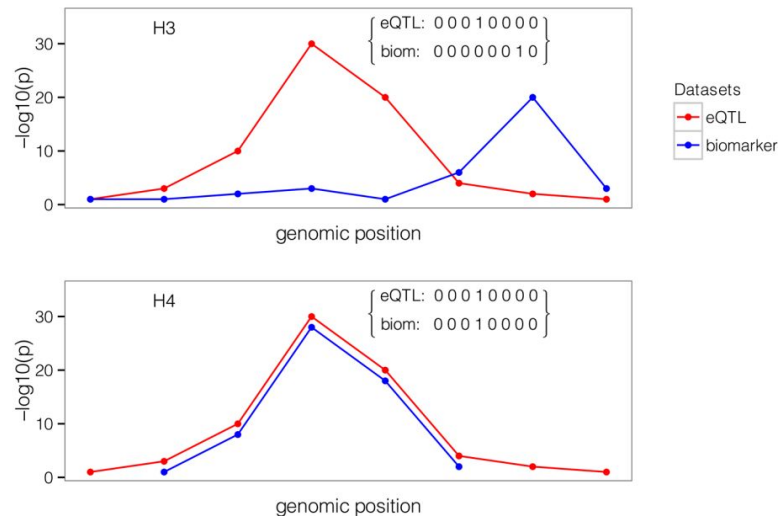 H3
eQTL: 0 0 0 1 0 0 0 0
biom: 0 0 0 0 0 0 1 0
30
20
10
0
−log10(p)
genomic position
Datasets
eQTL
biomarker
H4
eQTL: 0 0 0 1 0 0 0 0
biom: 0 0 0 1 0 0 0 0
30
20
10
0
−log10(p)
genomic position